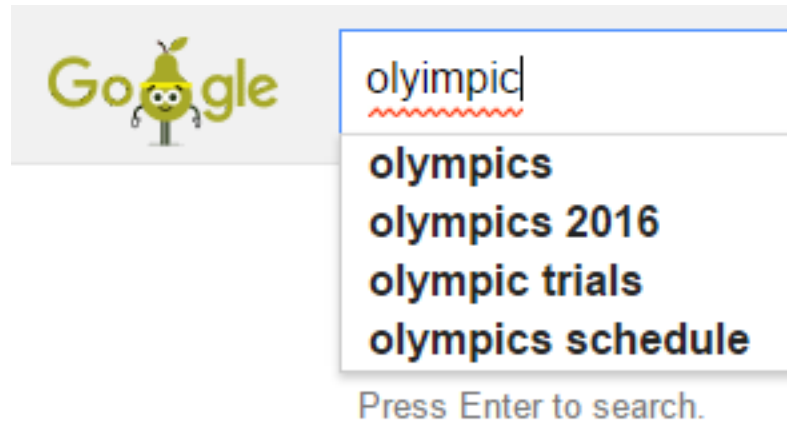 Google
olyimpic
olympics
olympics 2016
olympic trials
olympics schedule
Press Enter to search.